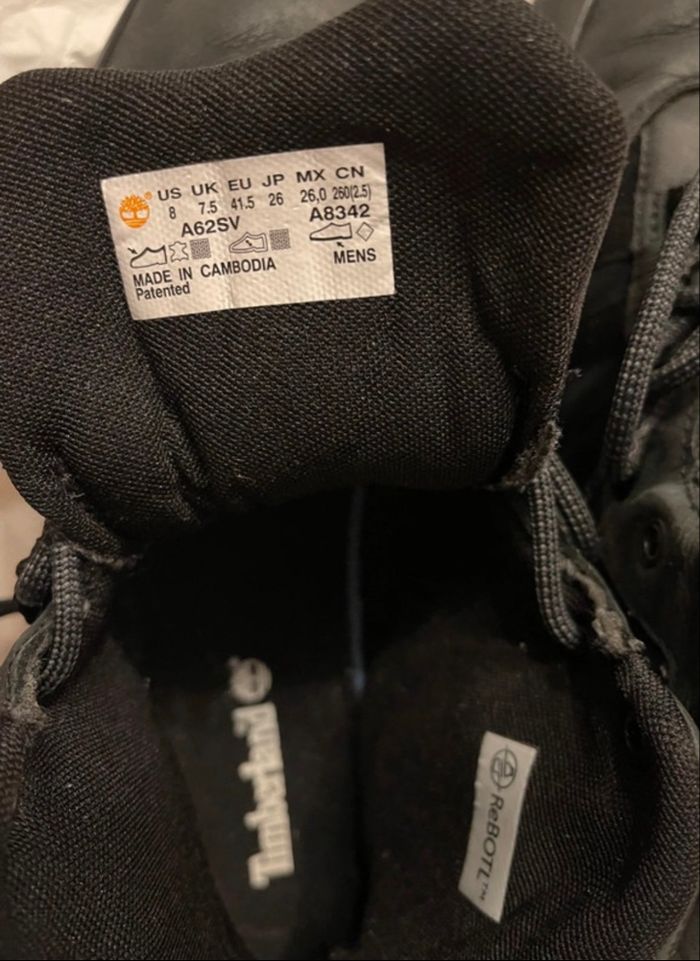 US UK EU JP MX CN
8 7.5 41.5 26 26,0 260(2.5)
A62SV A8342
MADE IN CAMBODIA MENS
Patented
Timberland
ReBOTL™